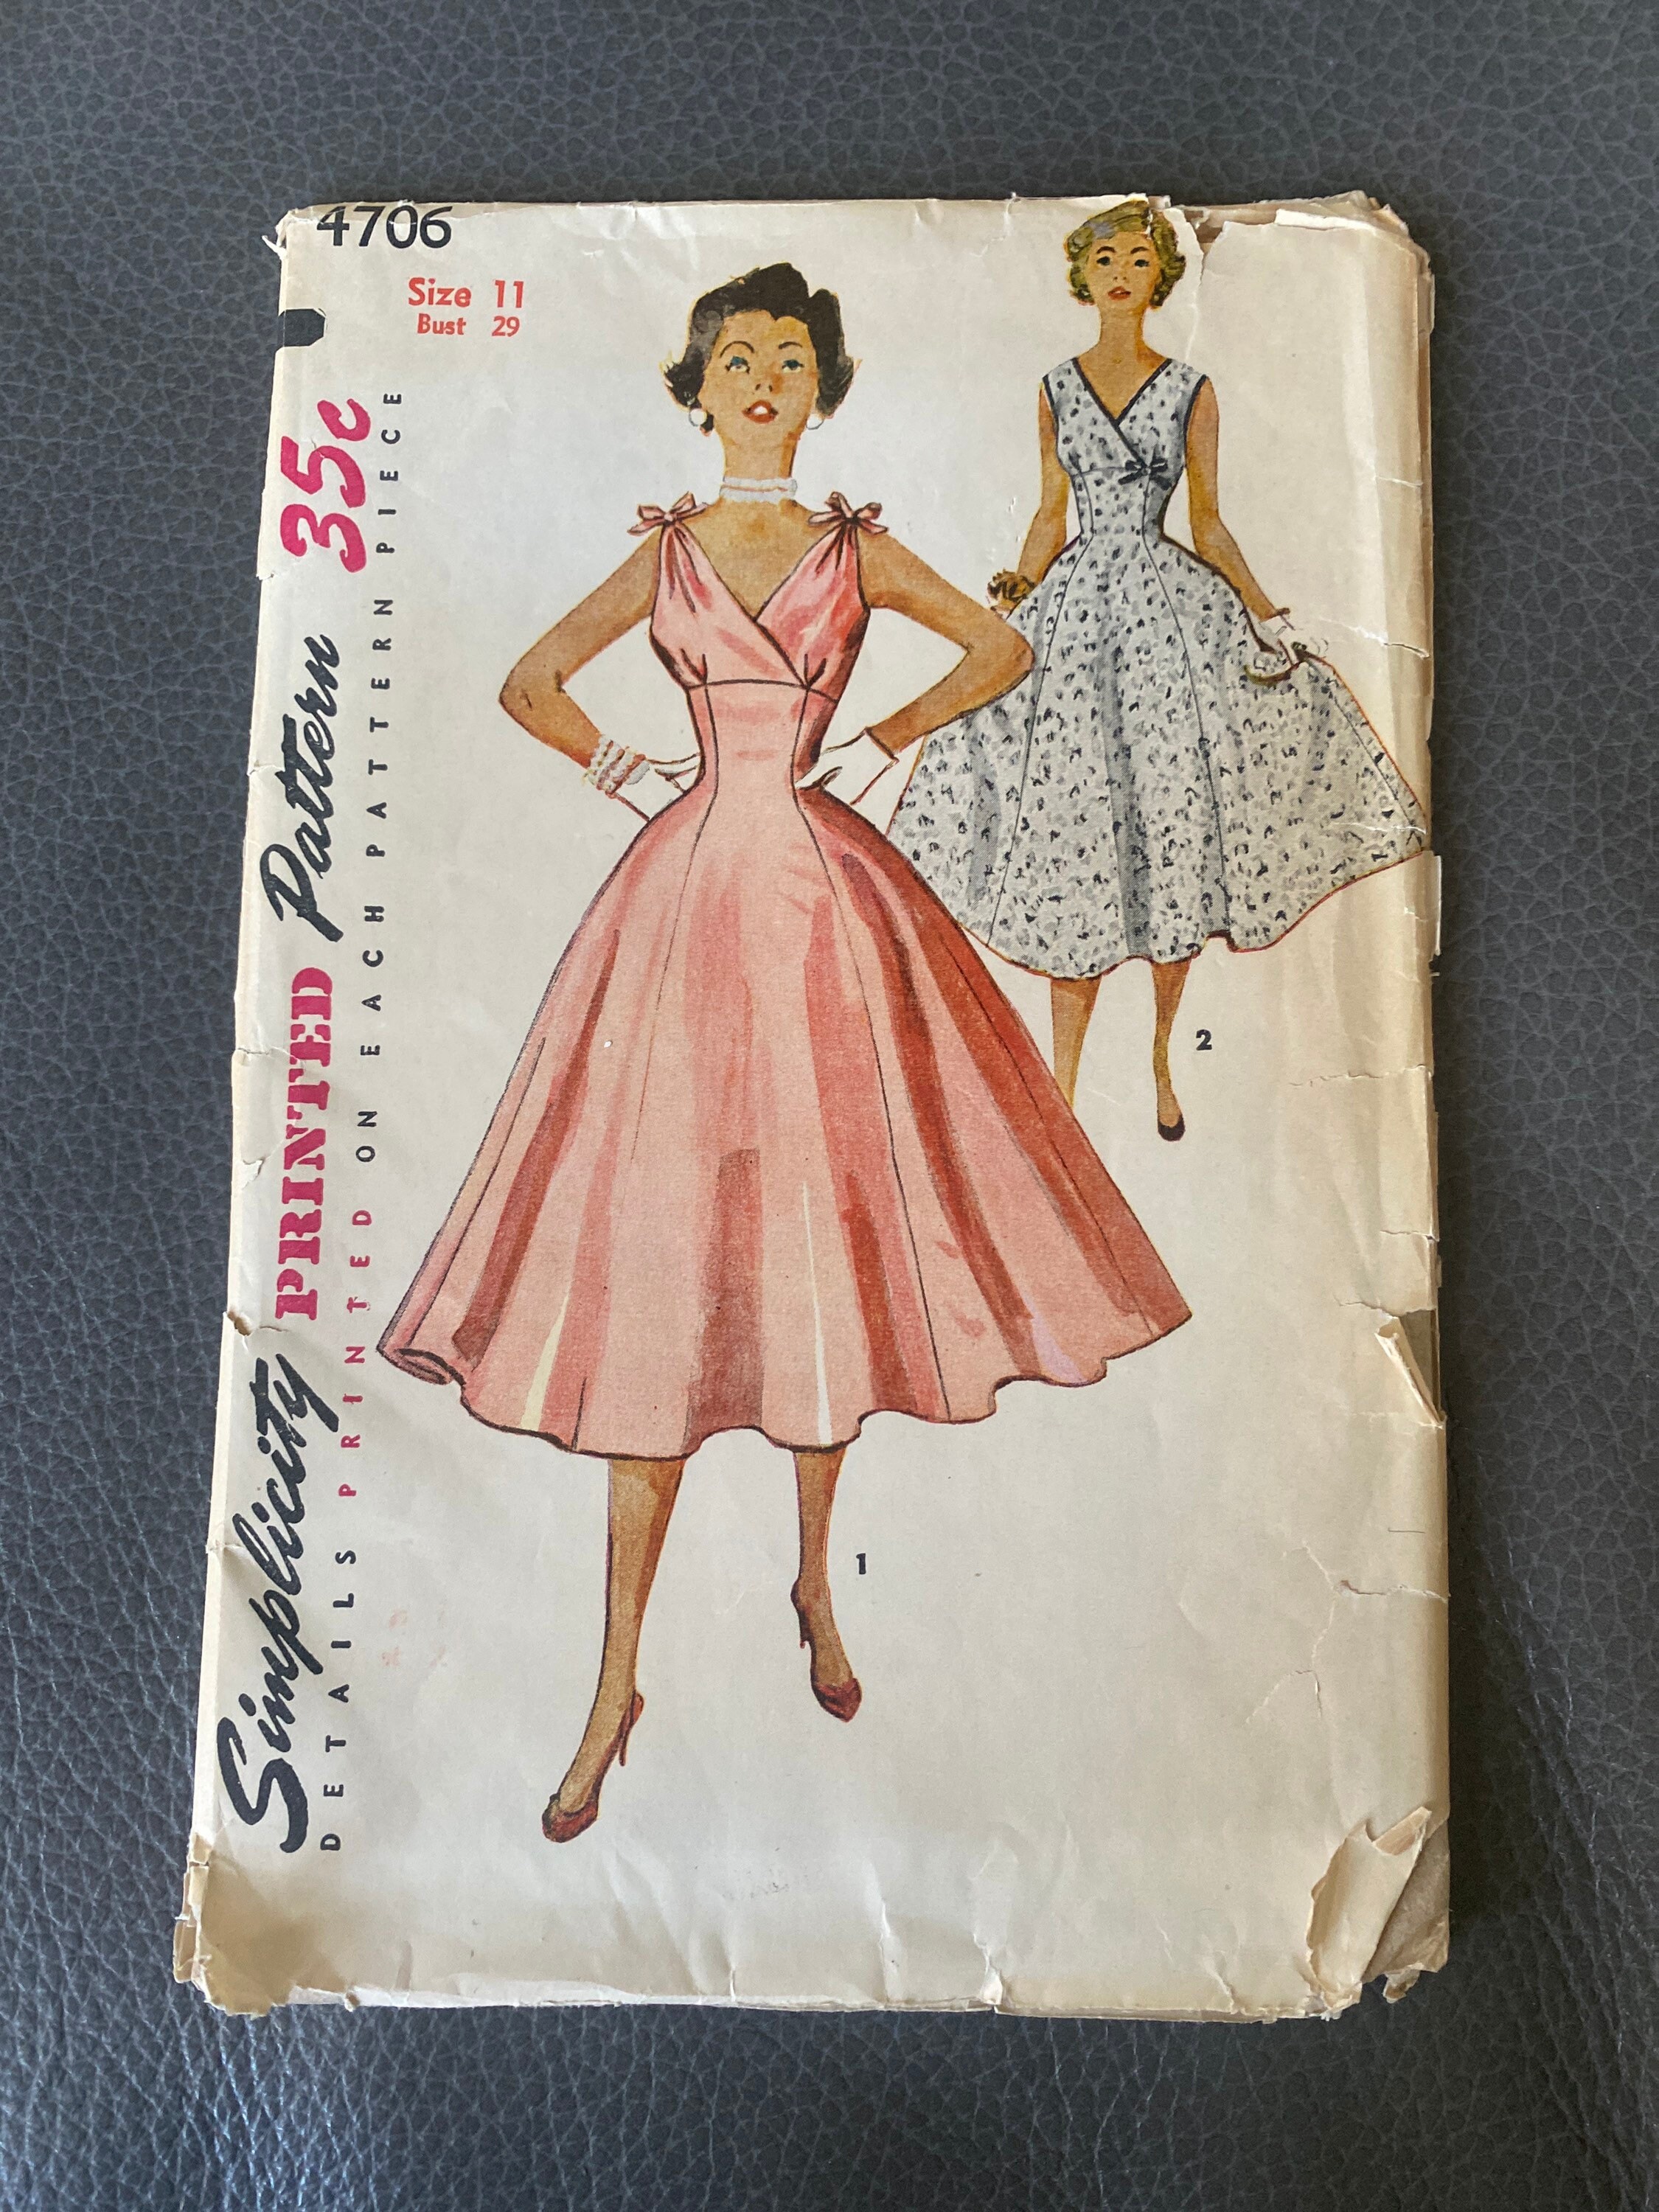 4706
Size 11
Bust 29
Simplicity PRINTED Pattern 35c
DETAILS PRINTED ON EACH PATTERN PIECE
2
1